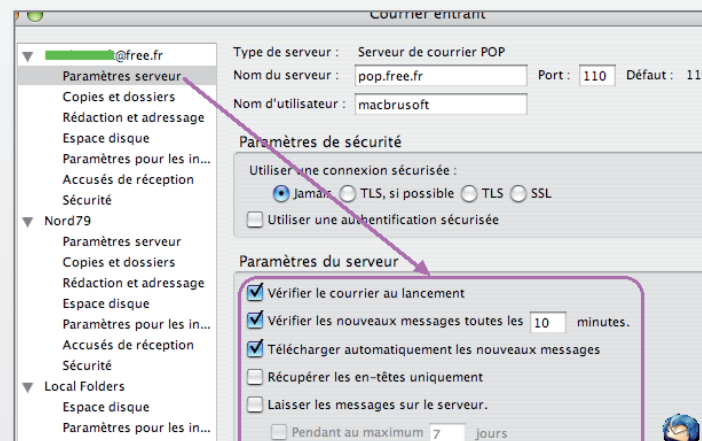 Courrier entrant
@free.fr
Paramètres serveur
Copies et dossiers
Rédaction et adressage
Espace disque
Paramètres pour les in...
Accusés de réception
Sécurité
Nord79
Paramètres serveur
Copies et dossiers
Rédaction et adressage
Espace disque
Paramètres pour les in...
Accusés de réception
Sécurité
Local Folders
Espace disque
Paramètres pour les in...
Type de serveur : Serveur de courrier POP
Nom du serveur : pop.free.fr Port : 110 Défaut : 11
Nom d'utilisateur : macbrusoft
Paramètres de sécurité
Utiliser une connexion sécurisée :
Jamais TLS, si possible TLS SSL
Utiliser une authentification sécurisée
Paramètres du serveur
Vérifier le courrier au lancement
Vérifier les nouveaux messages toutes les 10 minutes.
Télécharger automatiquement les nouveaux messages
Récupérer les en-têtes uniquement
Laisser les messages sur le serveur.
Pendant au maximum 7 jours